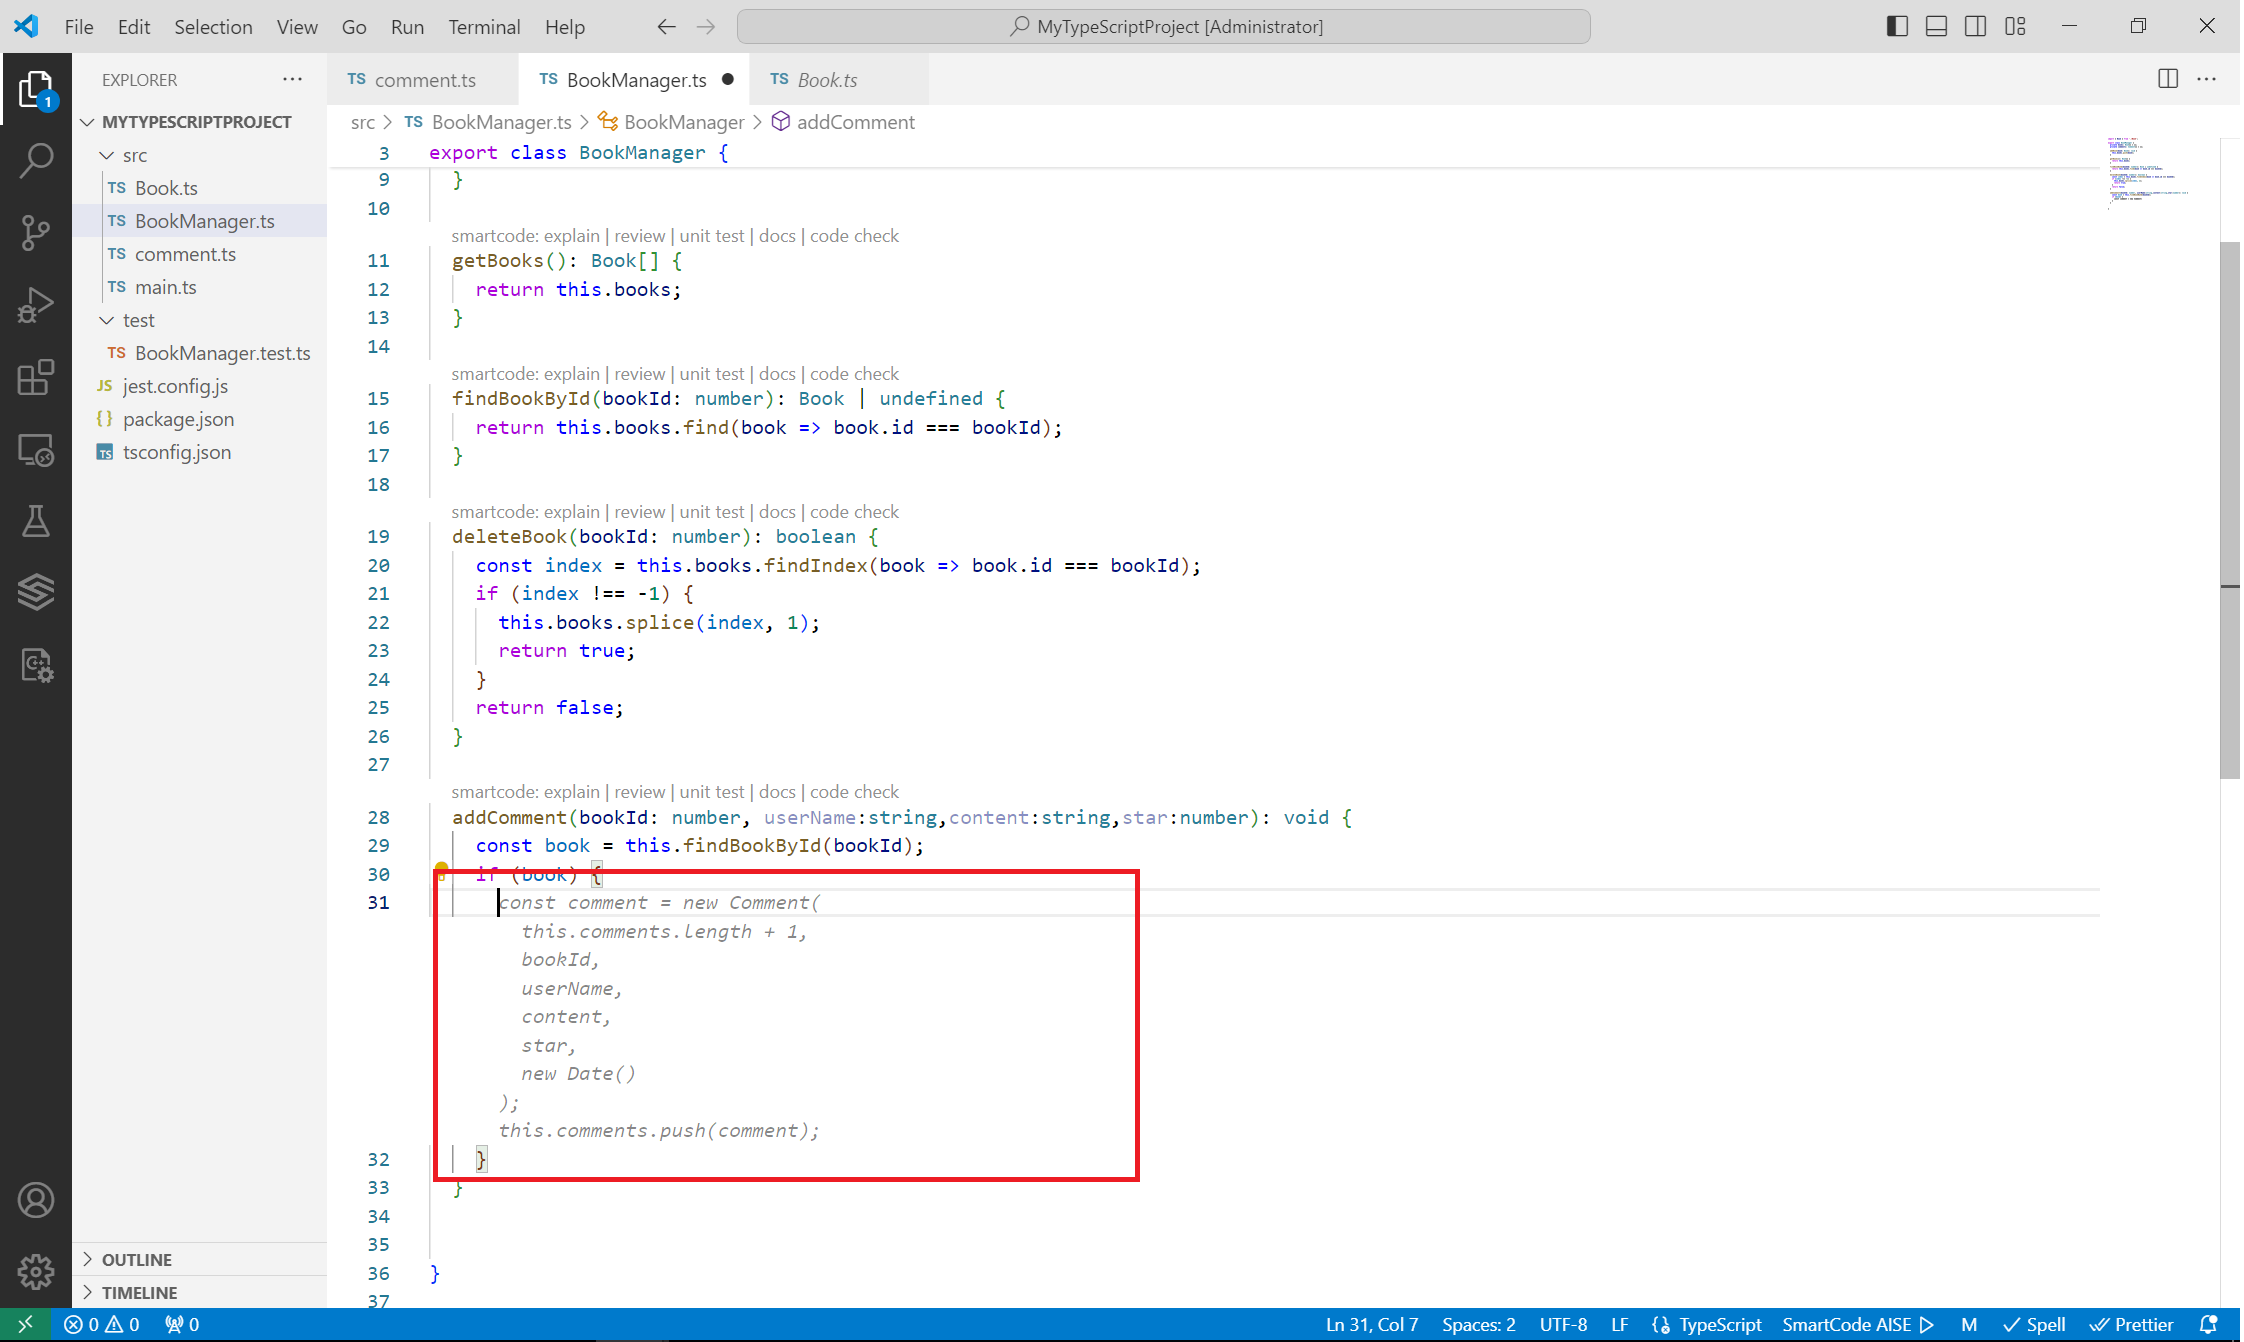 File Edit Selection View Go Run Terminal Help
MyTypeScriptProject [Administrator]
1
EXPLORER
MYTYPESCRIPTPROJECT
src
TS Book.ts
TS BookManager.ts
TS comment.ts
TS main.ts
test
TS BookManager.test.ts
JS jest.config.js
{} package.json
TS tsconfig.json
OUTLINE
TIMELINE
TS comment.ts TS BookManager.ts TS Book.ts
src > TS BookManager.ts > BookManager > addComment
3 export class BookManager {
9 }
10
smartcode: explain | review | unit test | docs | code check
11 getBooks(): Book[] {
12 return this.books;
13 }
14
smartcode: explain | review | unit test | docs | code check
15 findBookById(bookId: number): Book | undefined {
16 return this.books.find(book => book.id === bookId);
17 }
18
smartcode: explain | review | unit test | docs | code check
19 deleteBook(bookId: number): boolean {
20 const index = this.books.findIndex(book => book.id === bookId);
21 if (index !== -1) {
22 this.books.splice(index, 1);
23 return true;
24 }
25 return false;
26 }
27
smartcode: explain | review | unit test | docs | code check
28 addComment(bookId: number, userName:string,content:string,star:number): void {
29 const book = this.findBookById(bookId);
30 if (book) {
31 const comment = new Comment(
this.comments.length + 1,
bookId,
userName,
content,
star,
new Date()
);
this.comments.push(comment);
32 }
33 }
34
35
36 }
37
0 0 0 Ln 31, Col 7 Spaces: 2 UTF-8 LF {} TypeScript SmartCode AISE M Spell Prettier